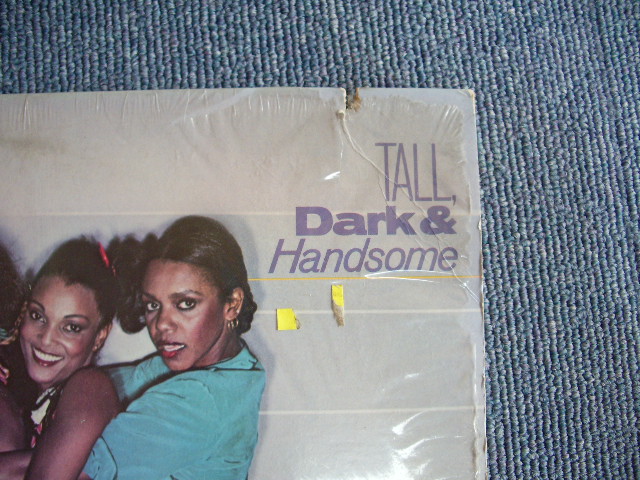 TALL,
Dark &
Handsome